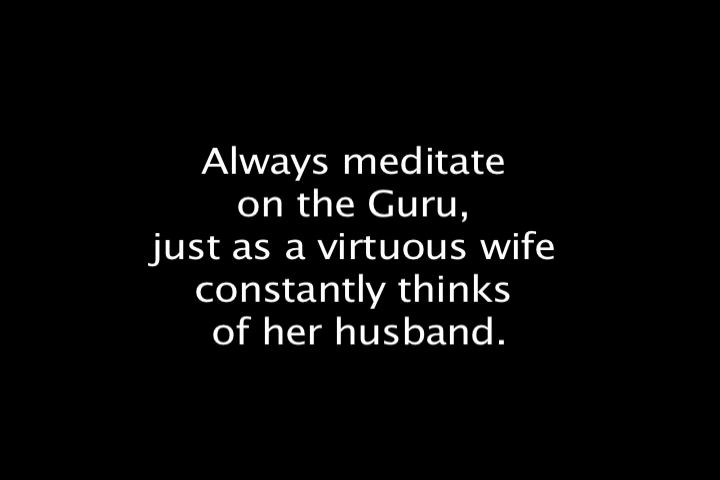 Always meditate
on the Guru,
just as a virtuous wife
constantly thinks
of her husband.